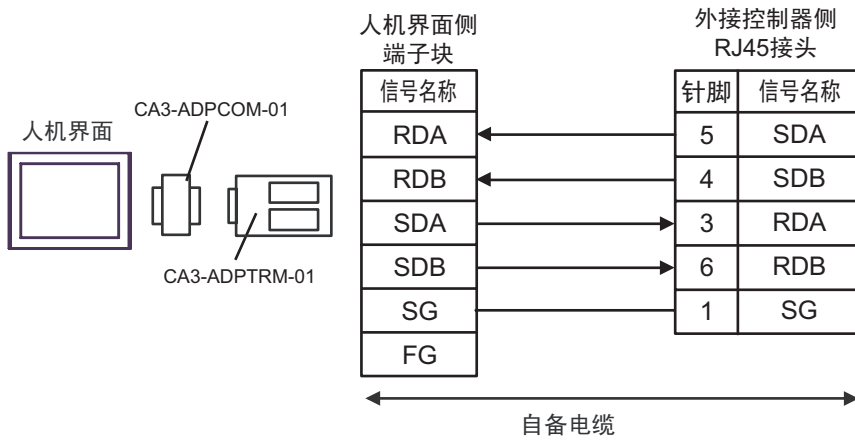 人机界面
CA3-ADPCOM-01
CA3-ADPTRM-01
人机界面侧
端子块
信号名称
RDA
RDB
SDA
SDB
SG
FG
外接控制器侧
RJ45接头
针脚 信号名称
5 SDA
4 SDB
3 RDA
6 RDB
1 SG
自备电缆